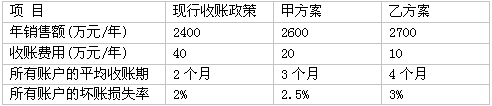 项 目 现行收账政策 甲方案 乙方案
年销售额(万元/年) 2400 2600 2700
收账费用(万元/年) 40 20 10
所有账户的平均收账期 2 个月 3 个月 4 个月
所有账户的坏账损失率 2% 2.5% 3%